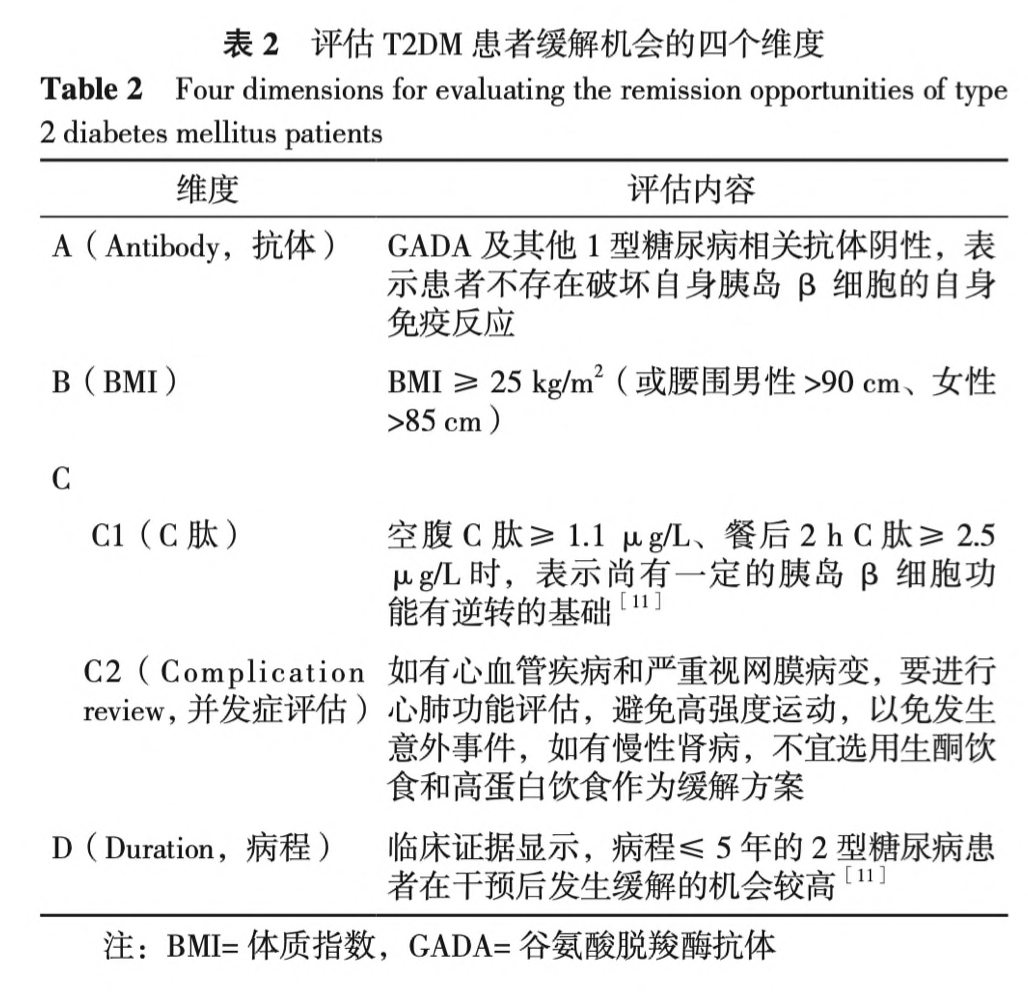 表 2 评估 T2DM 患者缓解机会的四个维度
Table 2 Four dimensions for evaluating the remission opportunities of type
2 diabetes mellitus patients
维度 评估内容
A（Antibody，抗体） GADA 及其他 1 型糖尿病相关抗体阴性，表
示患者不存在破坏自身胰岛 β 细胞的自身
免疫反应
B（BMI） BMI ≥ 25 kg/m²（或腰围男性 >90 cm、女性
>85 cm）
C
C1（C 肽） 空腹 C 肽≥ 1.1 μg/L、餐后 2 h C 肽≥ 2.5
μg/L 时，表示尚有一定的胰岛 β 细胞功
能有逆转的基础［11］
C2（Complication 如有心血管疾病和严重视网膜病变，要进行
review，并发症评估） 心肺功能评估，避免高强度运动，以免发生
意外事件，如有慢性肾病，不宜选用生酮饮
食和高蛋白饮食作为缓解方案
D（Duration，病程） 临床证据显示，病程≤ 5 年的 2 型糖尿病患
者在干预后发生缓解的机会较高［11］
注：BMI= 体质指数，GADA= 谷氨酸脱羧酶抗体